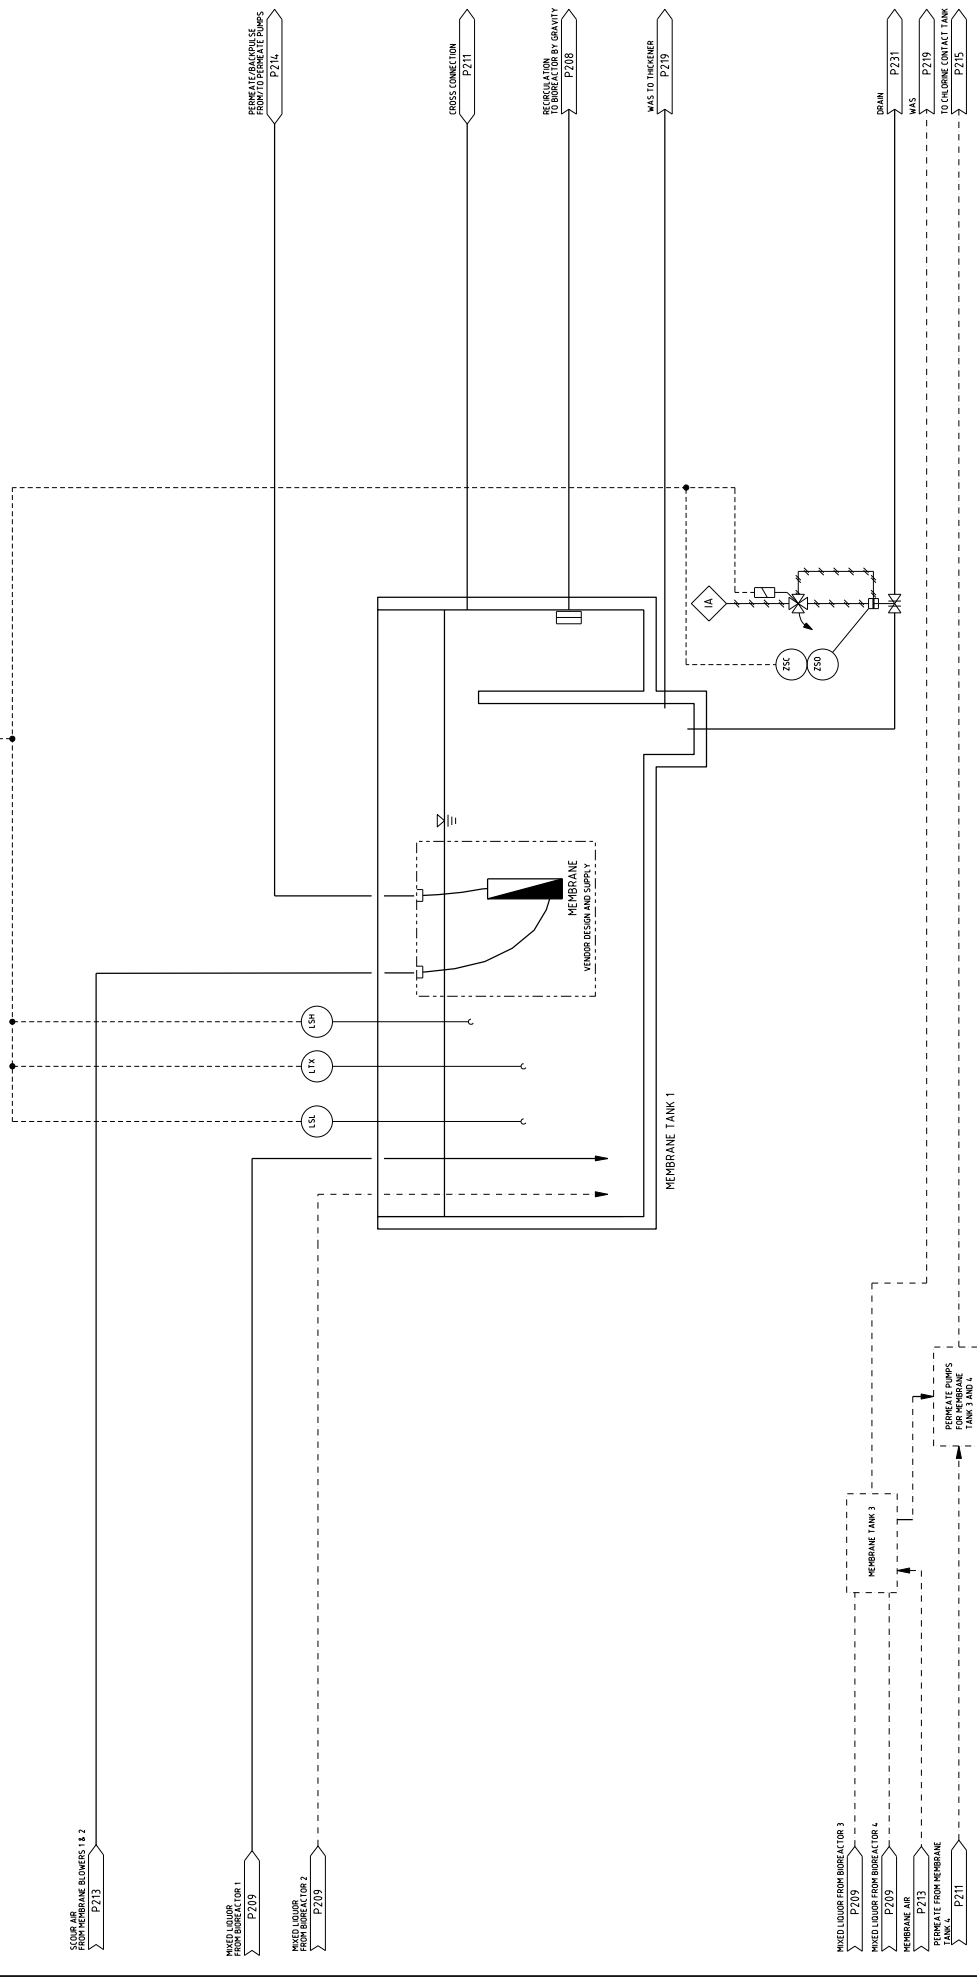 PERMEATE/BACKPULSE
FROM/TO PERMEATE PUMPS
P214
CROSS CONNECTION
P211
RECIRCULATION
TO BIOREACTOR BY GRAVITY
P208
WAS TO THICKENER
P219
DRAIN
P231
WAS
P219
TO CHLORINE CONTACT TANK
P215
IA
ZSC
ZSO
MEMBRANE
VENDOR DESIGN AND SUPPLY
LSH
LTX
LSL
MEMBRANE TANK 1
PERMEATE PUMPS
FOR MEMBRANE
TANK 3 AND 4
MEMBRANE TANK 3
SCOUR AIR
FROM MEMBRANE BLOWERS 1 & 2
P213
MIXED LIQUOR
FROM BIOREACTOR 1
P209
MIXED LIQUOR
FROM BIOREACTOR 2
P209
MIXED LIQUOR FROM BIOREACTOR 3
P209
MIXED LIQUOR FROM BIOREACTOR 4
P209
MEMBRANE AIR
P213
PERMEATE FROM MEMBRANE
TANK 4
P211